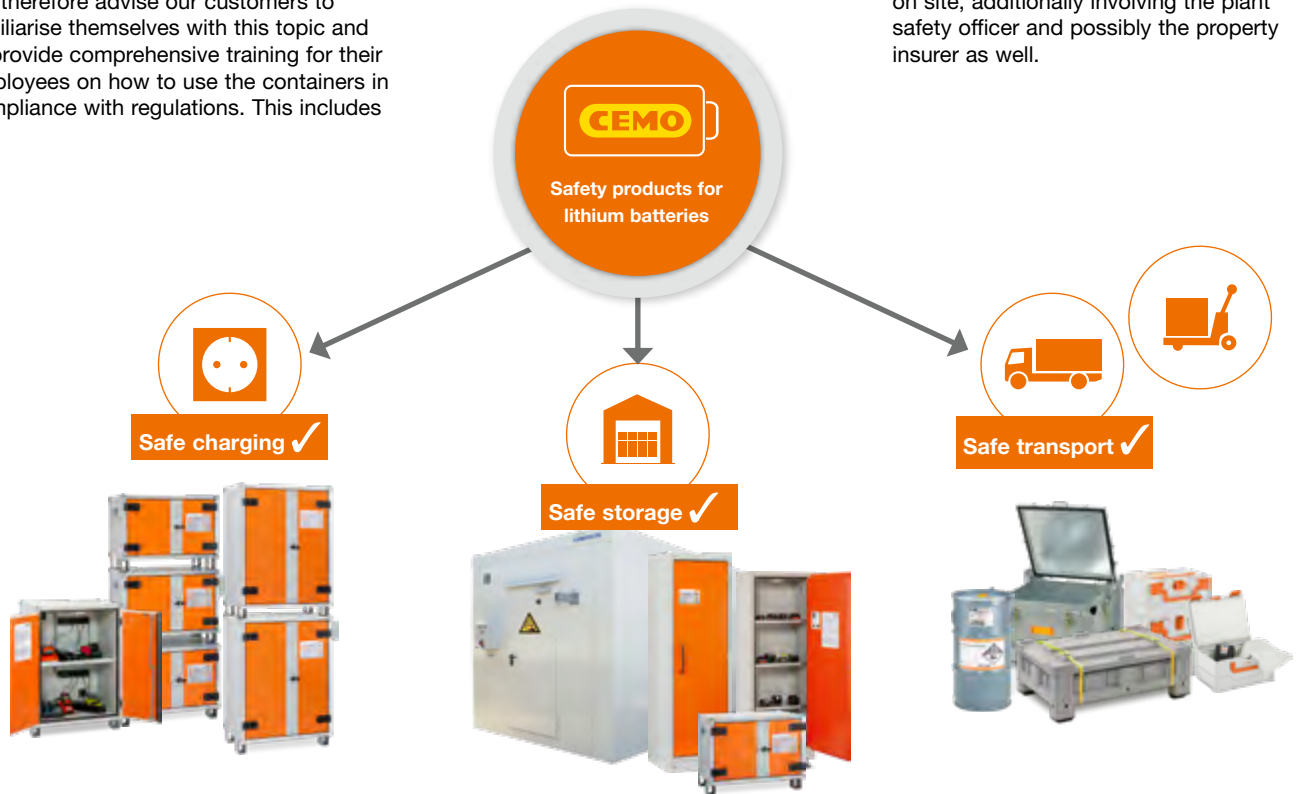 therefore advise our customers to
iliarise themselves with this topic and
provide comprehensive training for their
ployees on how to use the containers in
mpliance with regulations. This includes
on site, additionally involving the plant
safety officer and possibly the property
insurer as well.
CEMO
Safety products for
lithium batteries
Safe charging ✓
Safe storage ✓
Safe transport ✓